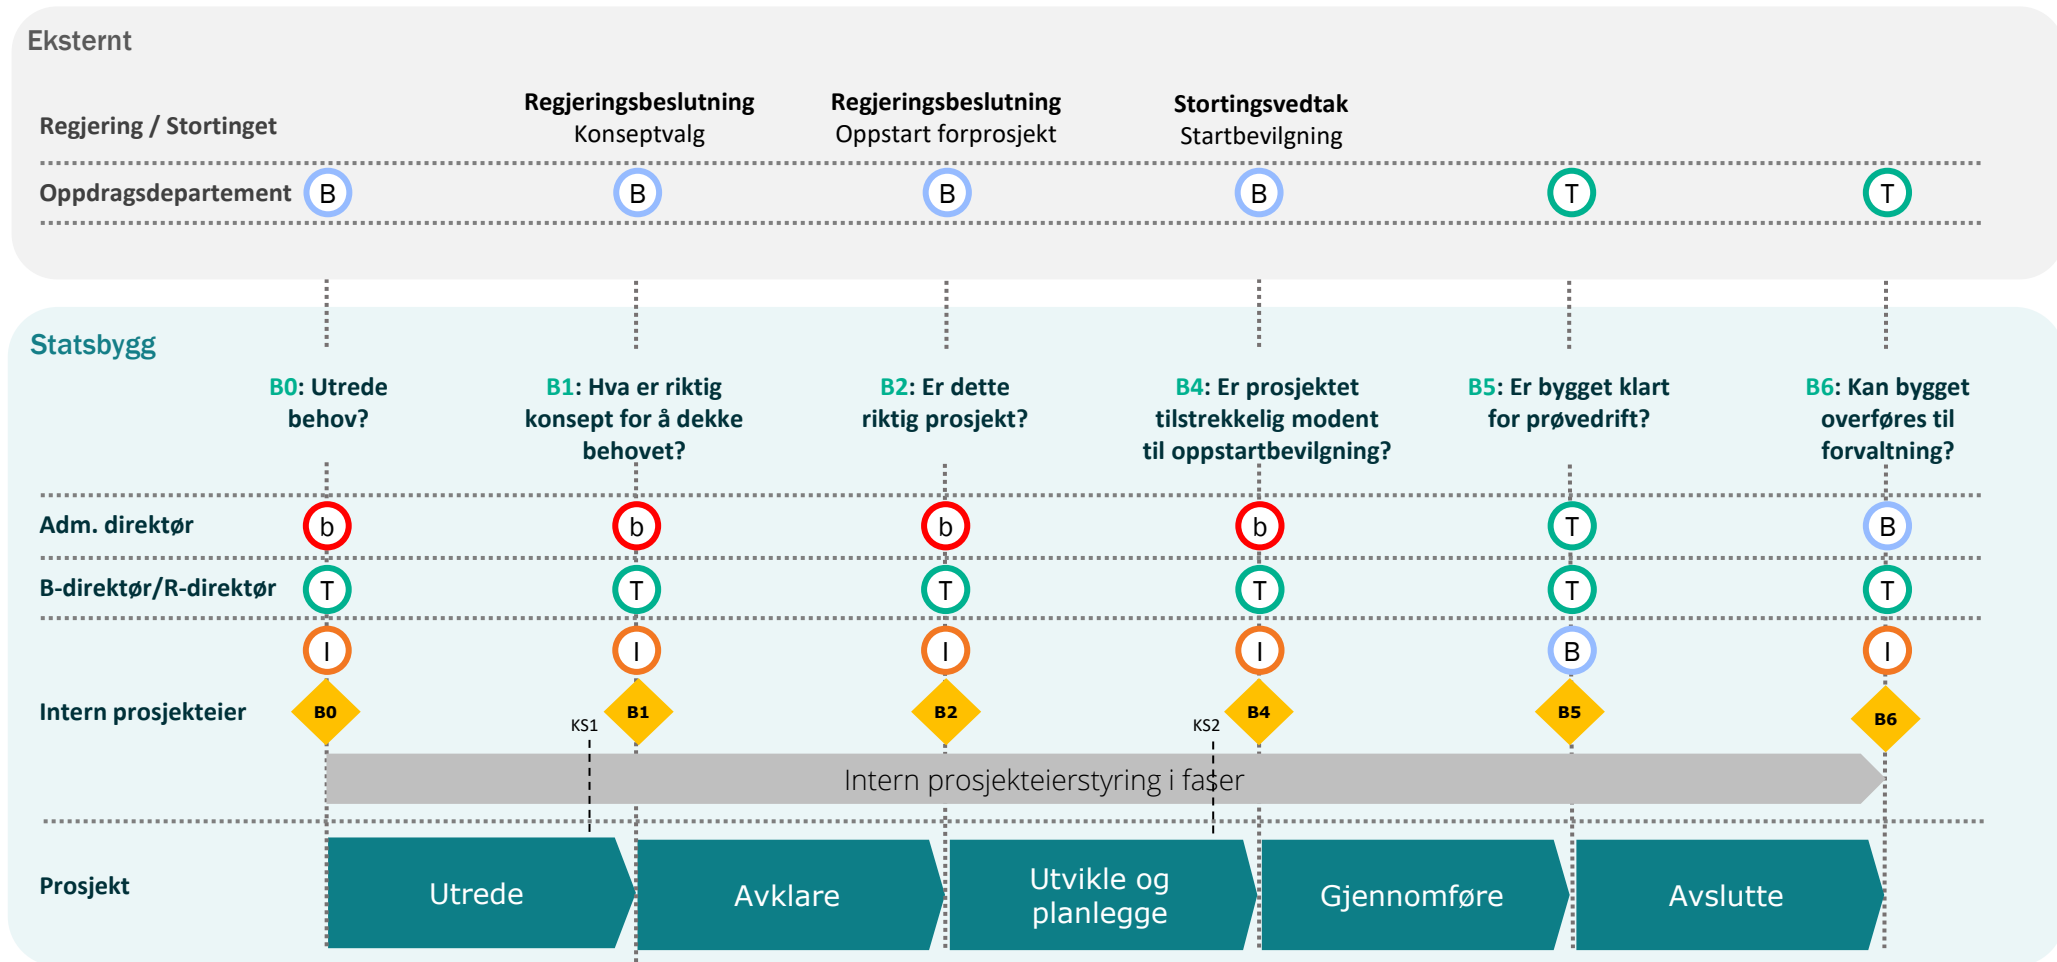 Eksternt
Regjering / Stortinget
Regjeringsbeslutning
Konseptvalg
Regjeringsbeslutning
Oppstart forprosjekt
Stortingsvedtak
Startbevilgning
Oppdragsdepartement
B
B
B
B
T
T
Statsbygg
B0: Utrede
behov?
B1: Hva er riktig
konsept for å dekke
behovet?
B2: Er dette
riktig prosjekt?
B4: Er prosjektet
tilstrekkelig modent
til oppstartbevilgning?
B5: Er bygget klart
for prøvedrift?
B6: Kan bygget
overføres til
forvaltning?
Adm. direktør
b
b
b
b
T
B
B-direktør/R-direktør
T
T
T
T
T
T
I
I
I
I
B
I
Intern prosjekteier
B0
KS1
B1
B2
KS2
B4
B5
B6
Intern prosjekteierstyring i faser
Prosjekt
Utrede
Avklare
Utvikle og
planlegge
Gjennomføre
Avslutte